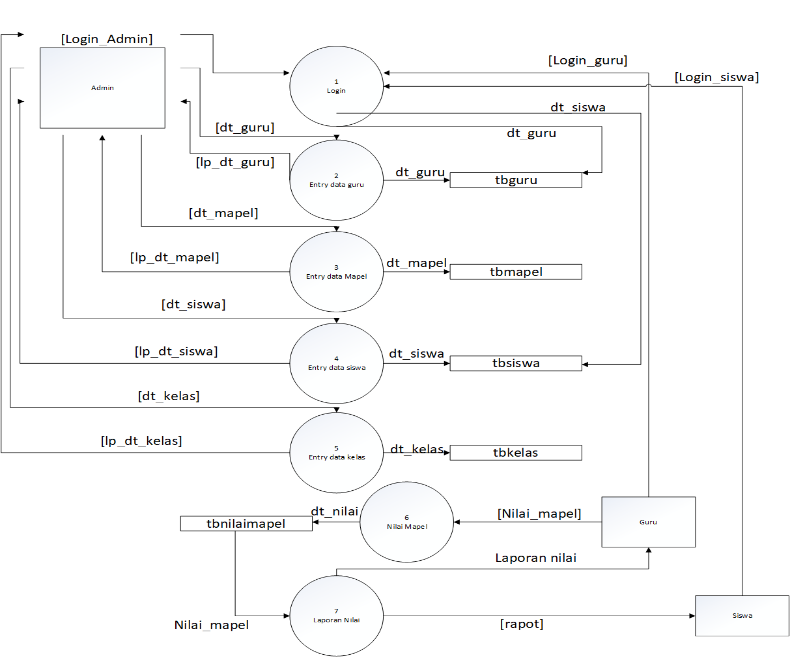 [Login_Admin]
Admin
1
Login
[Login_guru]
[Login_siswa]
dt_siswa
dt_guru
[dt_guru]
[lp_dt_guru]
2
Entry data guru
dt_guru
tbguru
[dt_mapel]
[lp_dt_mapel]
3
Entry data Mapel
dt_mapel
tbmapel
[dt_siswa]
[lp_dt_siswa]
4
Entry data siswa
dt_siswa
tbsiswa
[dt_kelas]
[lp_dt_kelas]
5
Entry data kelas
dt_kelas
tbkelas
tbnilaimapel
dt_nilai
6
Nilai Mapel
[Nilai_mapel]
Guru
Laporan nilai
Nilai_mapel
7
Laporan Nilai
[rapot]
Siswa